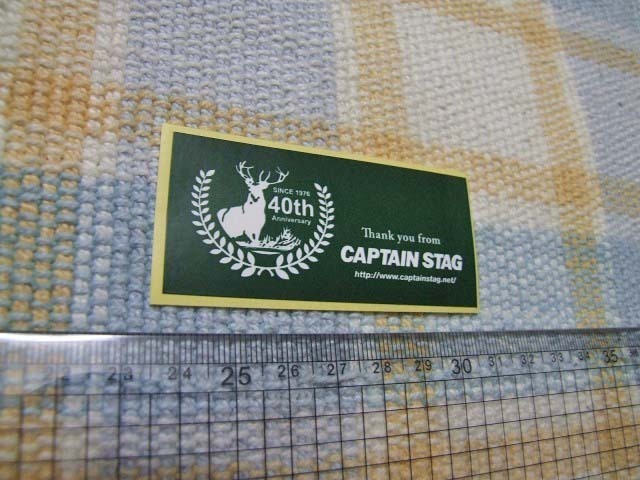 SINCE 1976
40th
Anniversary
Thank you from
CAPTAIN STAG
http://www.captainstag.net/
22 23 24 25 26 27 28 29 30 31 32 33 34 35